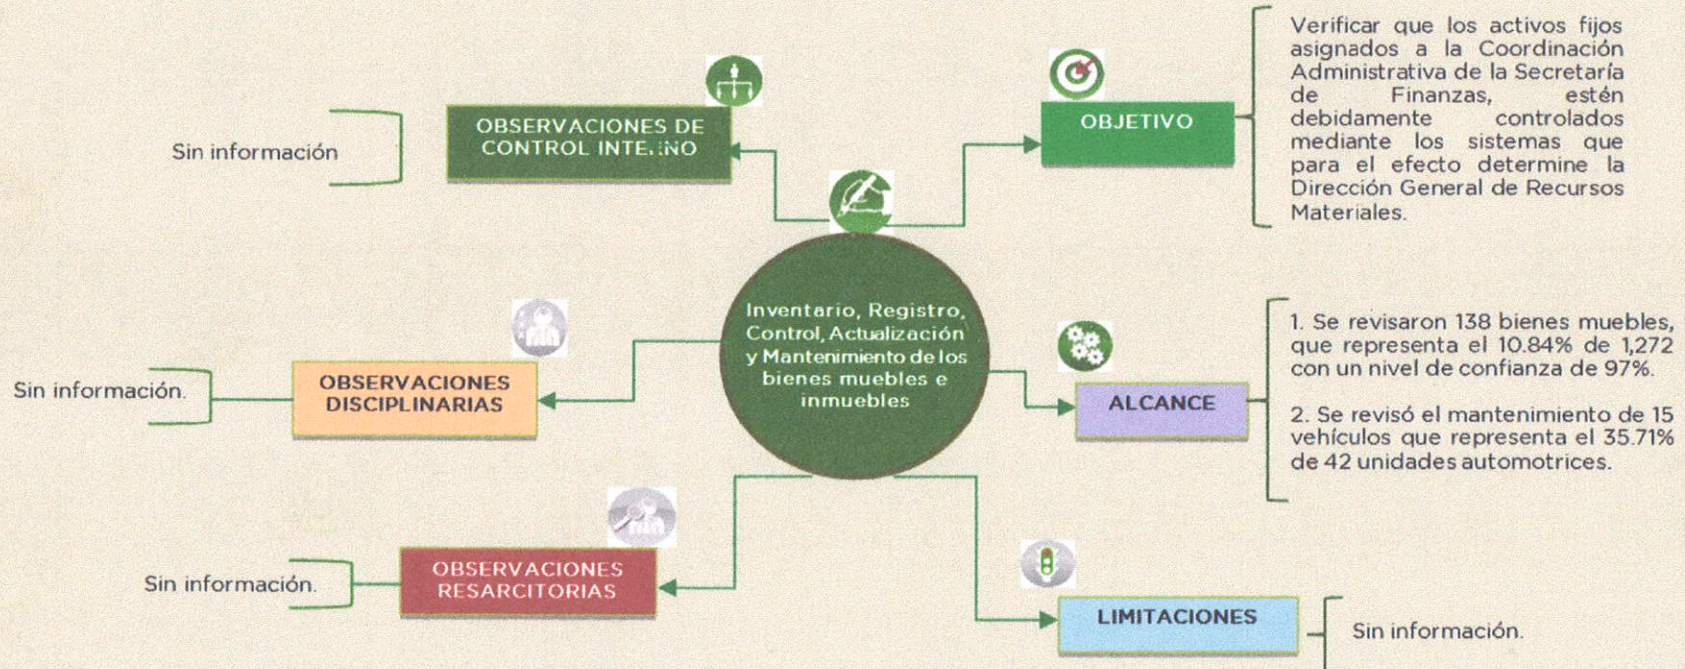 Sin información
OBSERVACIONES DE
CONTROL INTE
OBJETIVO
Verificar que los activos fijos
asignados a la Coordinación
Administrativa de la Secretaría
de Finanzas, estén
debidamente controlados
mediante los sistemas que
para el efecto determine la
Dirección General de Recursos
Materiales.
Inventario, Registro,
Control, Actualización
y Mantenimiento de los
bienes muebles e
inmuebles
Sin información.
OBSERVACIONES
DISCIPLINARIAS
ALCANCE
1. Se revisaron 138 bienes muebles,
que representa el 10.84% de 1,272
con un nivel de confianza de 97%.
2. Se revisó el mantenimiento de 15
vehículos que representa el 35.71%
de 42 unidades automotrices.
Sin información.
OBSERVACIONES
RESARCITORIAS
LIMITACIONES
Sin información.